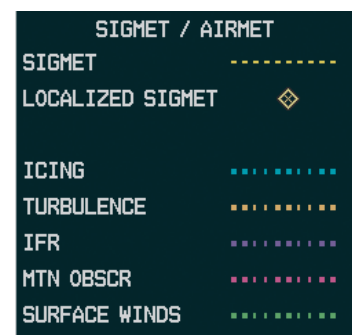 SIGMET / AIRMET
SIGMET
LOCALIZED SIGMET
ICING
TURBULENCE
IFR
MTN OBSCR
SURFACE WINDS